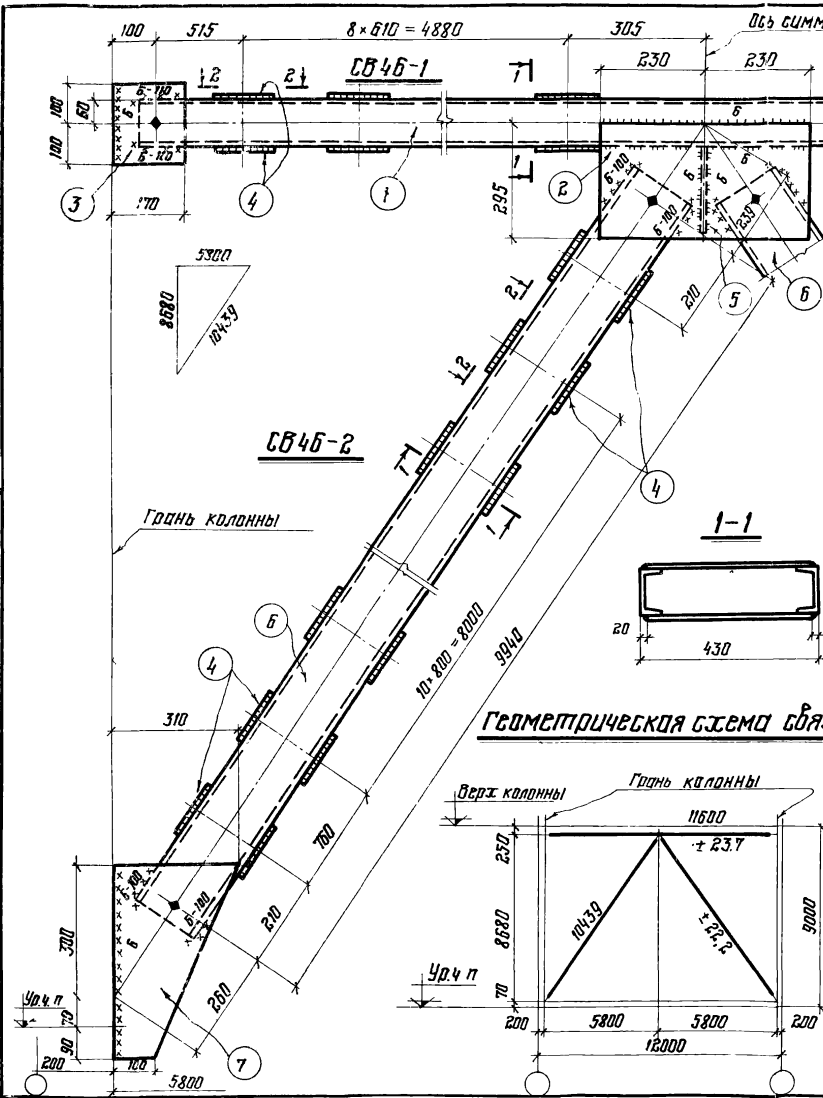 100 515 8×610 = 4880 305 Ось симм
230 230
СВ46-1
2 2 1
6-110
6-120
100 60 100
6
3 4 1 2
170
295
1
6-100
6-100
6 6 6 6
239
5 6
210
5300
8680 10439
2 2
СВ46-2
1 1
4
Грань колонны
1-1
20 430
10×800 = 8000
9940
6
4
310
760
210
260
Геометрическая схема свя
Верх колонны
Грань колонны
11600
± 23.7
250
8680
70
10439
± 22,2
9000
Ур.ч п
200 5800 5800 200
12000
6-100
6-100
6
300
70
90
Ур.ч п
200 100
5800
7